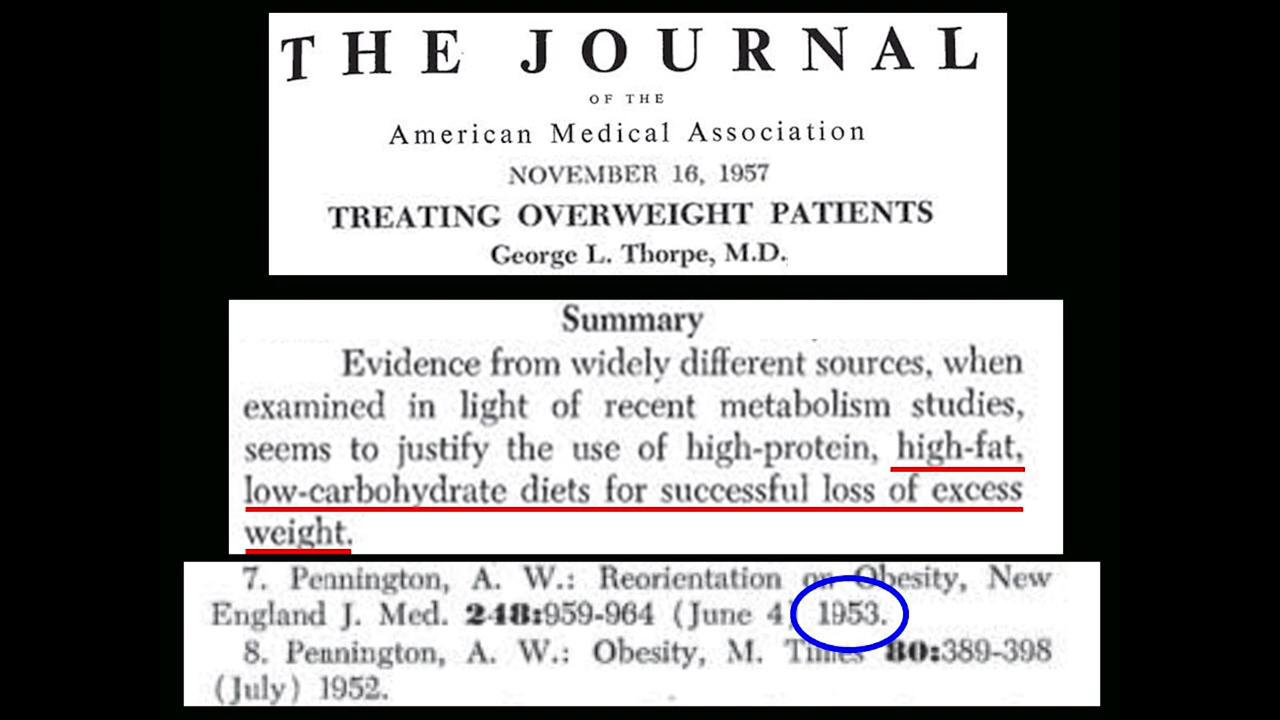 THE JOURNAL
OF THE
American Medical Association
NOVEMBER 16, 1957
TREATING OVERWEIGHT PATIENTS
George L. Thorpe, M.D.
Summary
Evidence from widely different sources, when
examined in light of recent metabolism studies,
seems to justify the use of high-protein, high-fat,
low-carbohydrate diets for successful loss of excess
weight.
7. Pennington, A. W.: Reorientation on Obesity, New
England J. Med. 248:959-964 (June 4) 1953.
8. Pennington, A. W.: Obesity, M. Times 80:389-398
(July) 1952.